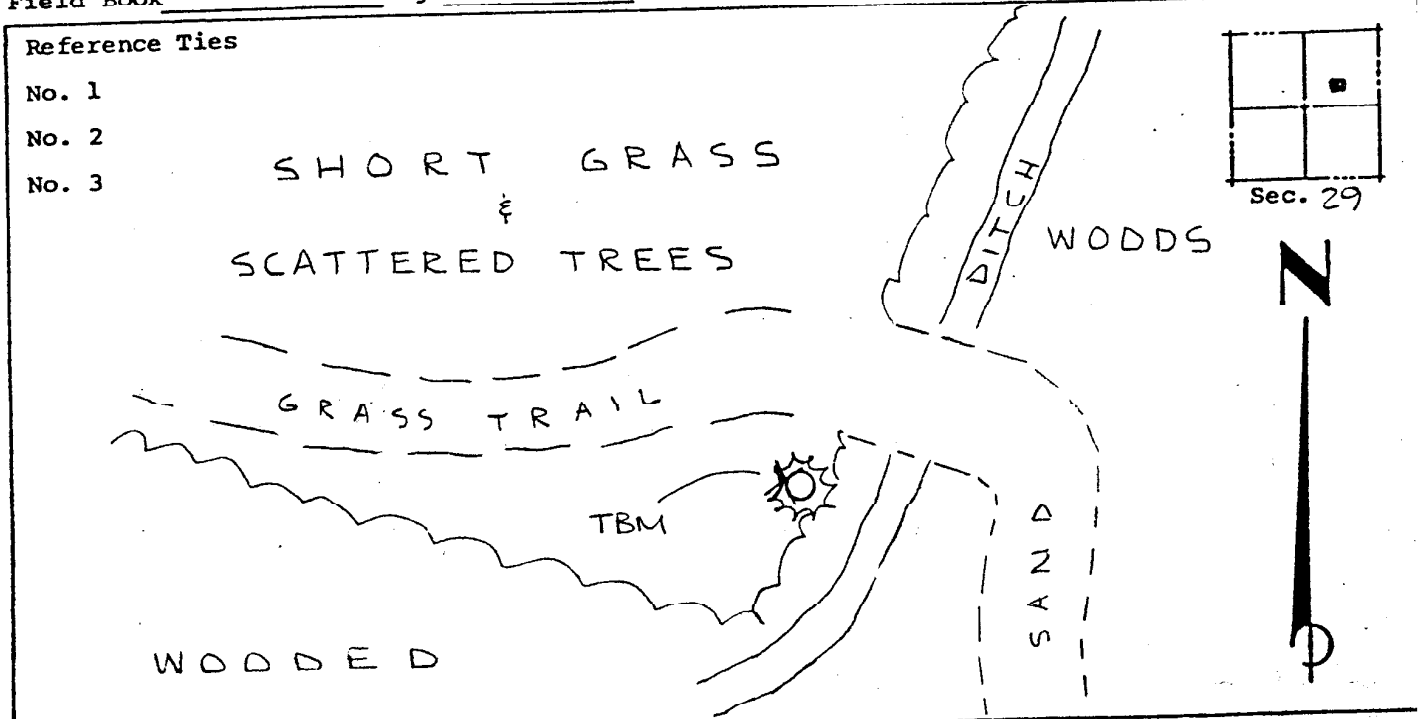 Field Book
Reference Ties
No. 1
No. 2
No. 3
SHORT GRASS
&
SCATTERED TREES
DITCH
WOODS
Sec. 29
N
GRASS TRAIL
TBM
SAND
WOODED